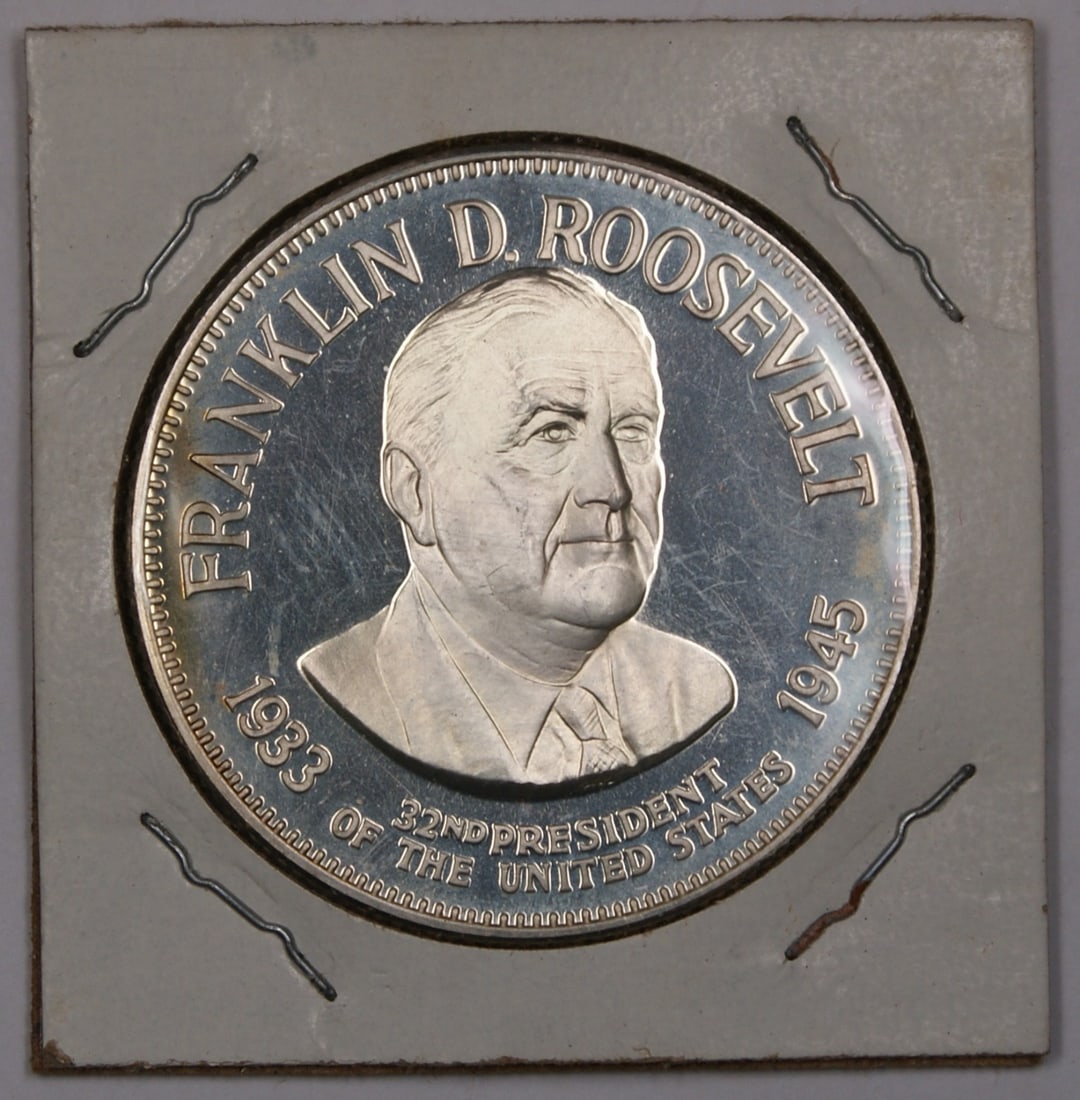 FRANKLIN D. ROOSEVELT
1933
1945
32ND PRESIDENT
OF THE UNITED STATES